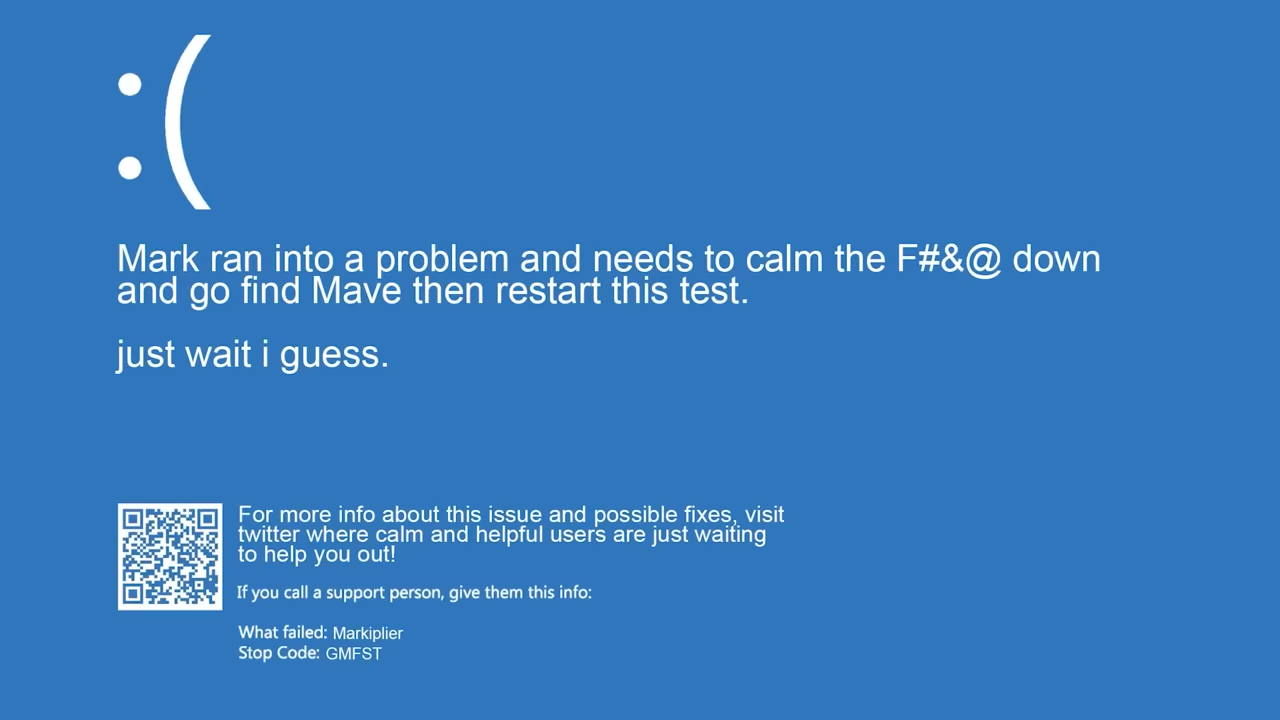 :(
Mark ran into a problem and needs to calm the F#&@ down
and go find Mave then restart this test.
just wait i guess.
For more info about this issue and possible fixes, visit
twitter where calm and helpful users are just waiting
to help you out!
If you call a support person, give them this info:
What failed: Markiplier
Stop Code: GMFST